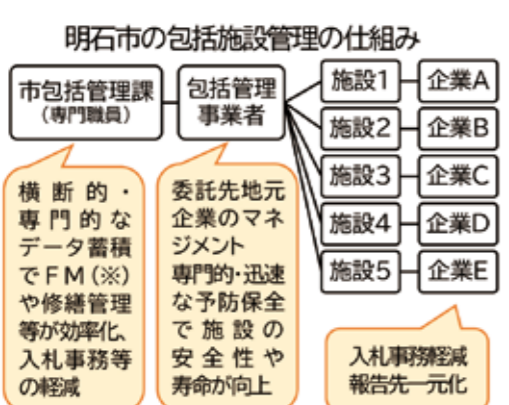 明石市の包括施設管理の仕組み
市包括管理課
(専門職員)
包括管理
事業者
施設1
企業A
施設2
企業B
施設3
企業C
施設4
企業D
施設5
企業E
横断的・
専門的な
データ蓄積
でFM(※)
や修繕管理
等が効率化、
入札事務等
の軽減
委託先地元
企業のマネ
ジメント
専門的・迅速
な予防保全
で施設の
安全性や
寿命が向上
入札事務軽減
報告先一元化